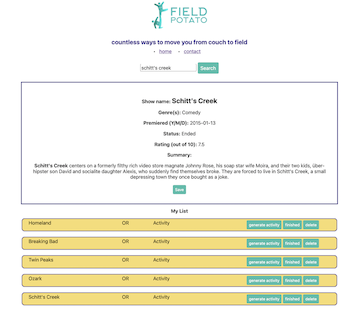 FIELD
POTATO
countless ways to move you from couch to field
home
contact
schitt's creek Search
Show name: Schitt's Creek
Genre(s): Comedy
Premiered (Y/M/D): 2015-01-13
Status: Ended
Rating (out of 10): 7.5
Summary:
Schitt's Creek centers on a formerly filthy rich video store magnate Johnny Rose, his soap star wife Moira, and their two kids, über-
hipster son David and socialite daughter Alexis, who suddenly find themselves broke. They are forced to live in Schitt's Creek, a small
depressing town they once bought as a joke.
Save
My List
Homeland OR Activity generate activity finished delete
Breaking Bad OR Activity generate activity finished delete
Twin Peaks OR Activity generate activity finished delete
Ozark OR Activity generate activity finished delete
Schitt's Creek OR Activity generate activity finished delete